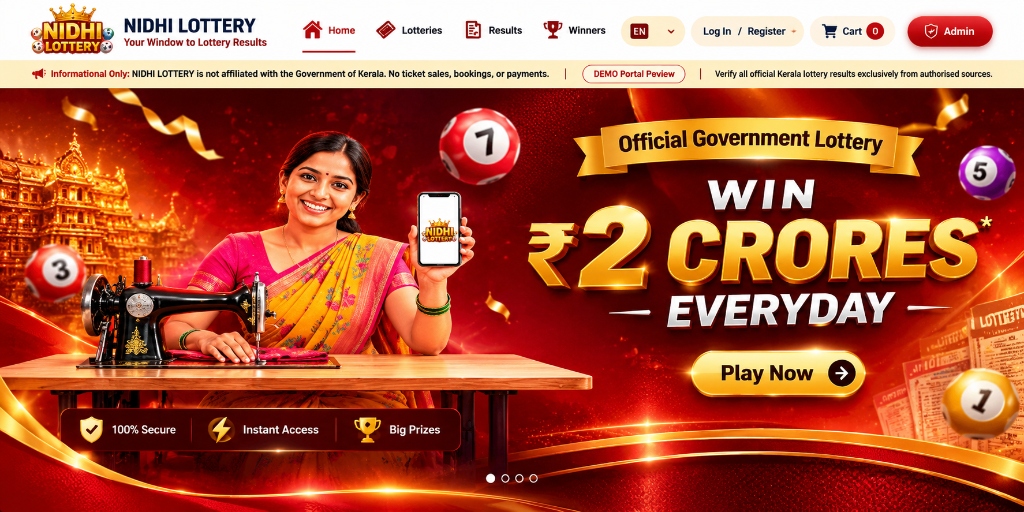 NIDHI
LOTTERY
NIDHI LOTTERY
Your Window to Lottery Results
Home
Lotteries
Results
Winners
EN
Log In / Register
Cart 0
Admin
Informational Only: NIDHI LOTTERY is not affiliated with the Government of Kerala. No ticket sales, bookings, or payments.
DEMO Portal Peview
Verify all official Kerala lottery results exclusively from authorised sources.
Official Government Lottery
WIN
₹2 CRORES*
EVERYDAY
Play Now
7
5
3
1
NIDHI
LOTTERY
100% Secure
Instant Access
Big Prizes